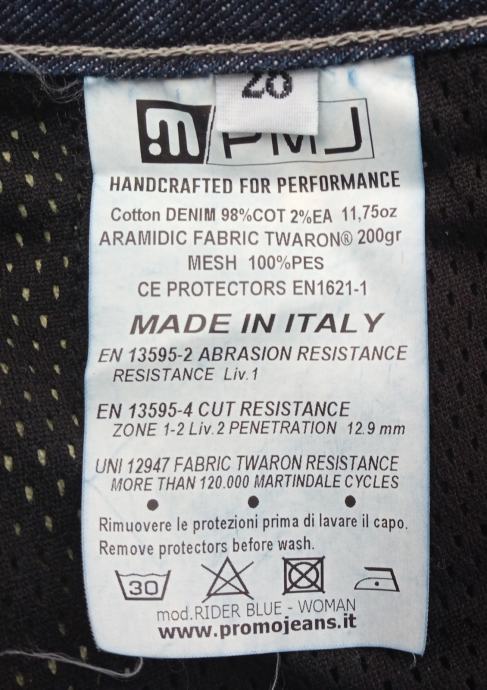 26
PMJ
HANDCRAFTED FOR PERFORMANCE
Cotton DENIM 98%COT 2%EA 11,75oz
ARAMIDIC FABRIC TWARON® 200gr
MESH 100%PES
CE PROTECTORS EN1621-1
MADE IN ITALY
EN 13595-2 ABRASION RESISTANCE
RESISTANCE Liv.1
EN 13595-4 CUT RESISTANCE
ZONE 1-2 Liv.2 PENETRATION 12.9 mm
UNI 12947 FABRIC TWARON RESISTANCE
MORE THAN 120.000 MARTINDALE CYCLES
Rimuovere le protezioni prima di lavare il capo.
Remove protectors before wash.
30
mod.RIDER BLUE - WOMAN
www.promojeans.it